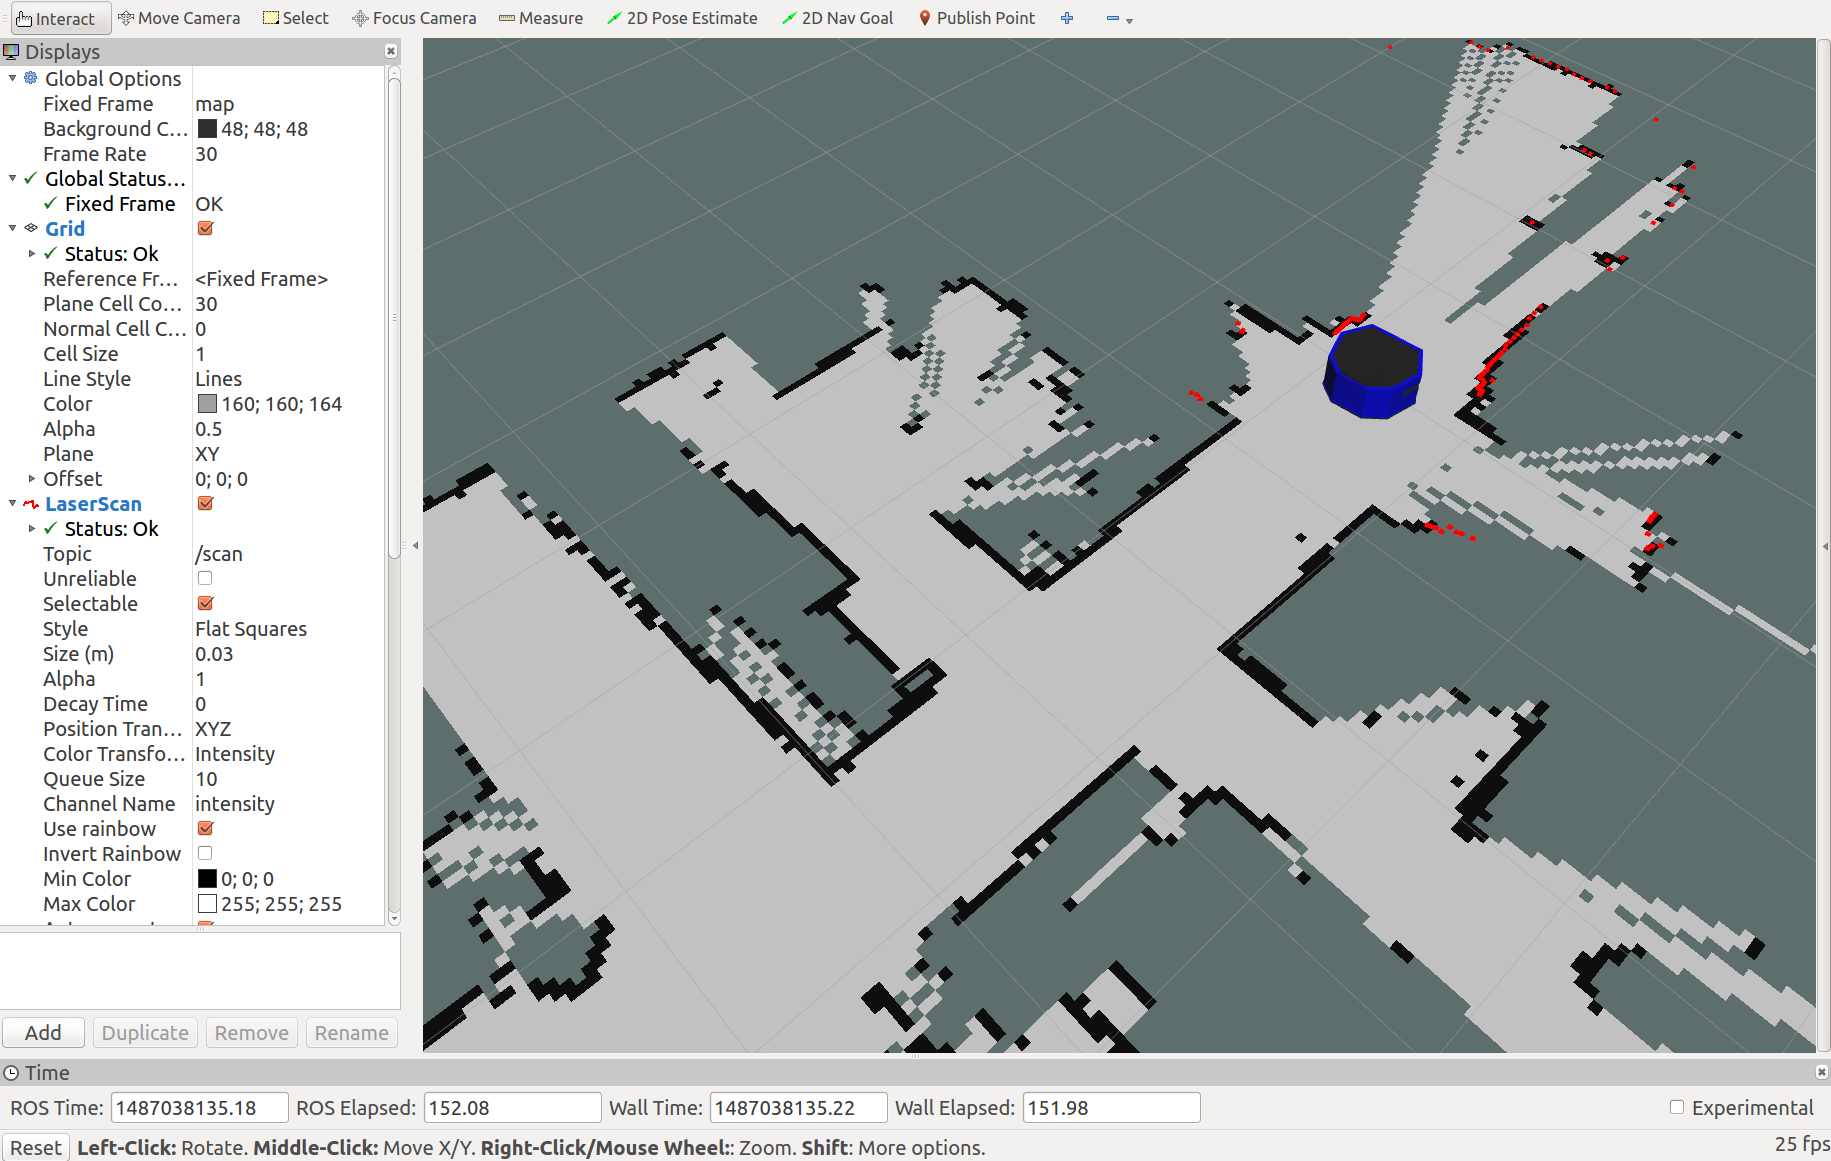 Interact Move Camera Select Focus Camera Measure 2D Pose Estimate 2D Nav Goal Publish Point
Displays
Global Options
Fixed Frame map
Background C... 48; 48; 48
Frame Rate 30
Global Status...
Fixed Frame OK
Grid
Status: Ok
Reference Fr... <Fixed Frame>
Plane Cell Co... 30
Normal Cell C... 0
Cell Size 1
Line Style Lines
Color 160; 160; 164
Alpha 0.5
Plane XY
Offset 0; 0; 0
LaserScan
Status: Ok
Topic /scan
Unreliable
Selectable
Style Flat Squares
Size (m) 0.03
Alpha 1
Decay Time 0
Position Tran... XYZ
Color Transfo... Intensity
Queue Size 10
Channel Name intensity
Use rainbow
Invert Rainbow
Min Color 0; 0; 0
Max Color 255; 255; 255
Add Duplicate Remove Rename
Time
ROS Time: 1487038135.18 ROS Elapsed: 152.08 Wall Time: 1487038135.22 Wall Elapsed: 151.98 Experimental
Reset Left-Click: Rotate. Middle-Click: Move X/Y. Right-Click/Mouse Wheel:: Zoom. Shift: More options. 25 fps